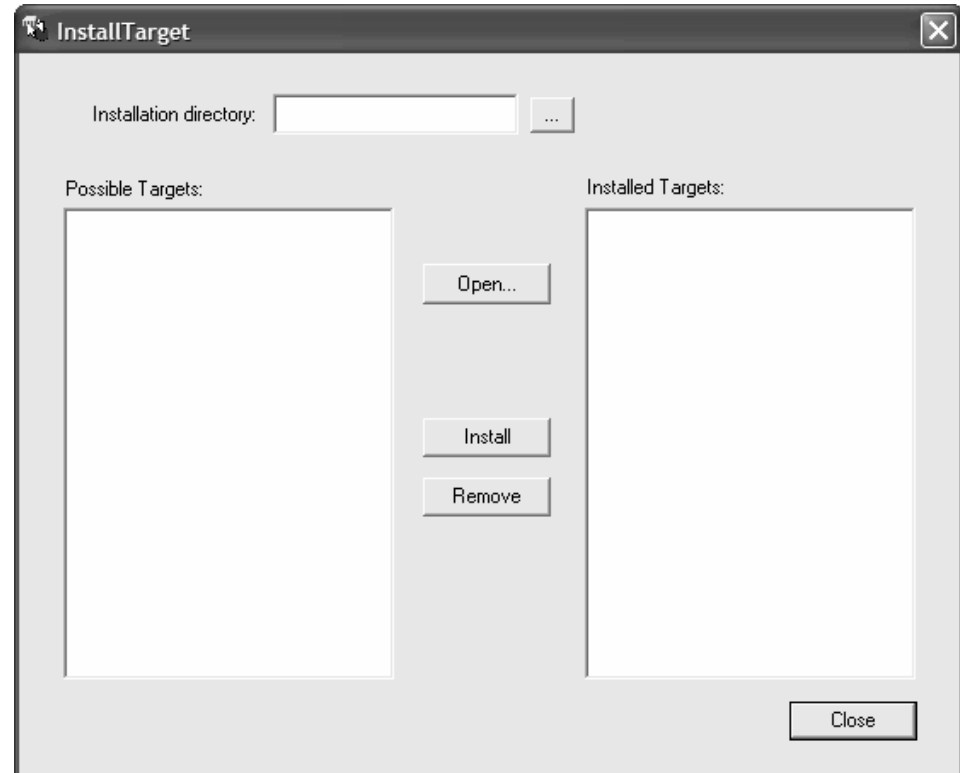 InstallTarget
Installation directory:
...
Possible Targets:
Installed Targets:
Open...
Install
Remove
Close